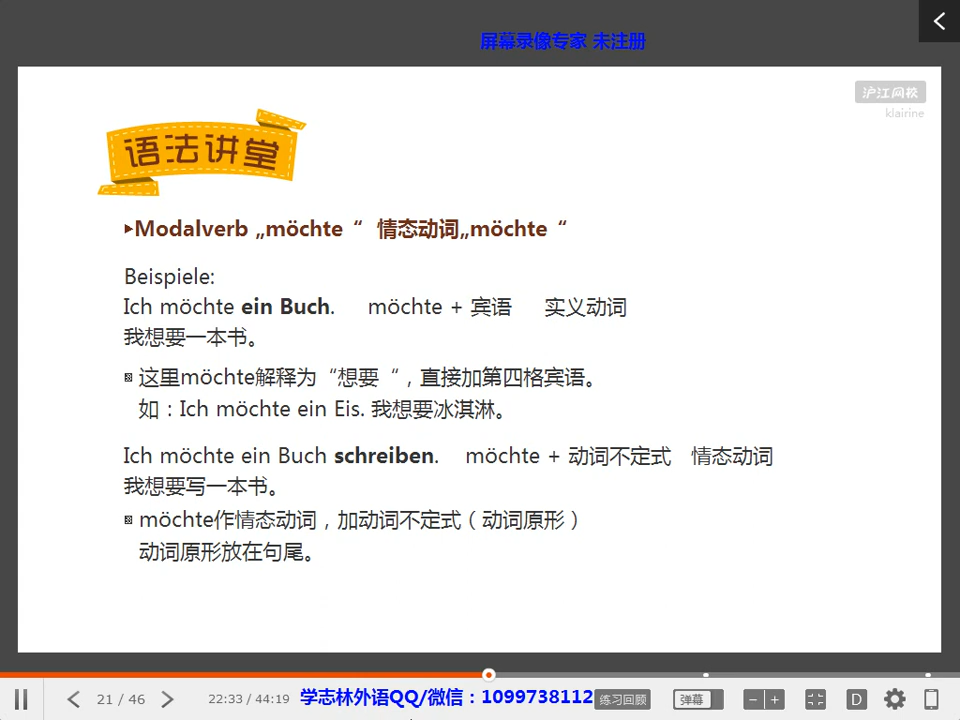 屏幕录像专家 未注册
沪江网校
klairine
语法讲堂
▸Modalverb „möchte “ 情态动词„möchte “
Beispiele:
Ich möchte ein Buch. möchte + 宾语 实义动词
我想要一本书。
这里möchte解释为“想要“，直接加第四格宾语。
如：Ich möchte ein Eis. 我想要冰淇淋。
Ich möchte ein Buch schreiben. möchte + 动词不定式 情态动词
我想要写一本书。
möchte作情态动词，加动词不定式（动词原形）
动词原形放在句尾。
21 / 46 22:33 / 44:19 学志林外语QQ/微信：1099738112 练习回顾 弹幕 D